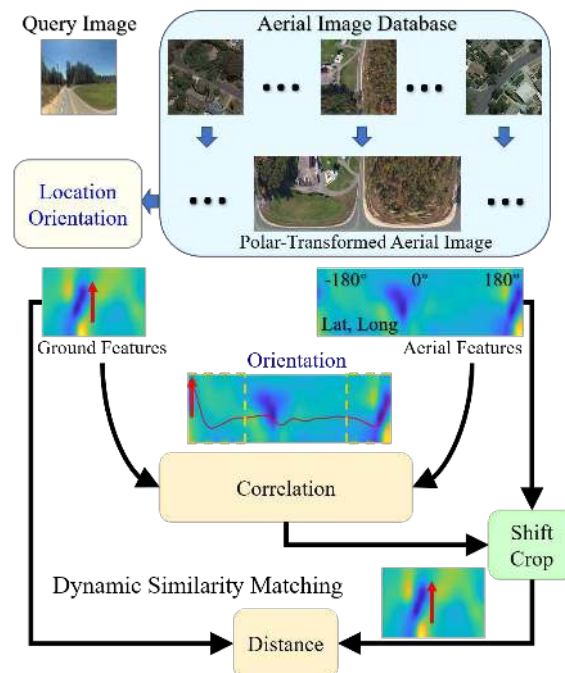 Query Image
Aerial Image Database
Location
Orientation
Polar-Transformed Aerial Image
-180° 0° 180°
Lat, Long
Ground Features
Aerial Features
Orientation
Correlation
Shift
Crop
Dynamic Similarity Matching
Distance